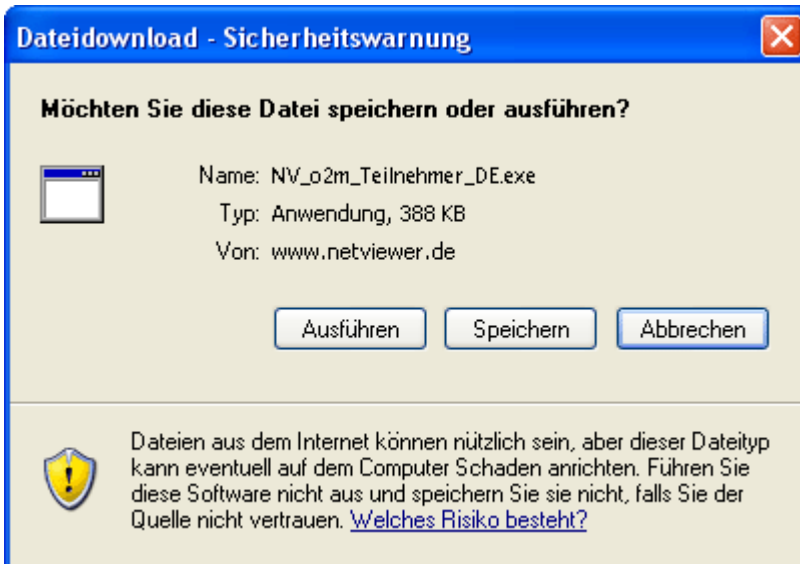 Dateidownload - Sicherheitswarnung
Möchten Sie diese Datei speichern oder ausführen?
Name: NV_o2m_Teilnehmer_DE.exe
Typ: Anwendung, 388 KB
Von: www.netviewer.de
Ausführen Speichern Abbrechen
Dateien aus dem Internet können nützlich sein, aber dieser Dateityp
kann eventuell auf dem Computer Schaden anrichten. Führen Sie
diese Software nicht aus und speichern Sie sie nicht, falls Sie der
Quelle nicht vertrauen. Welches Risiko besteht?